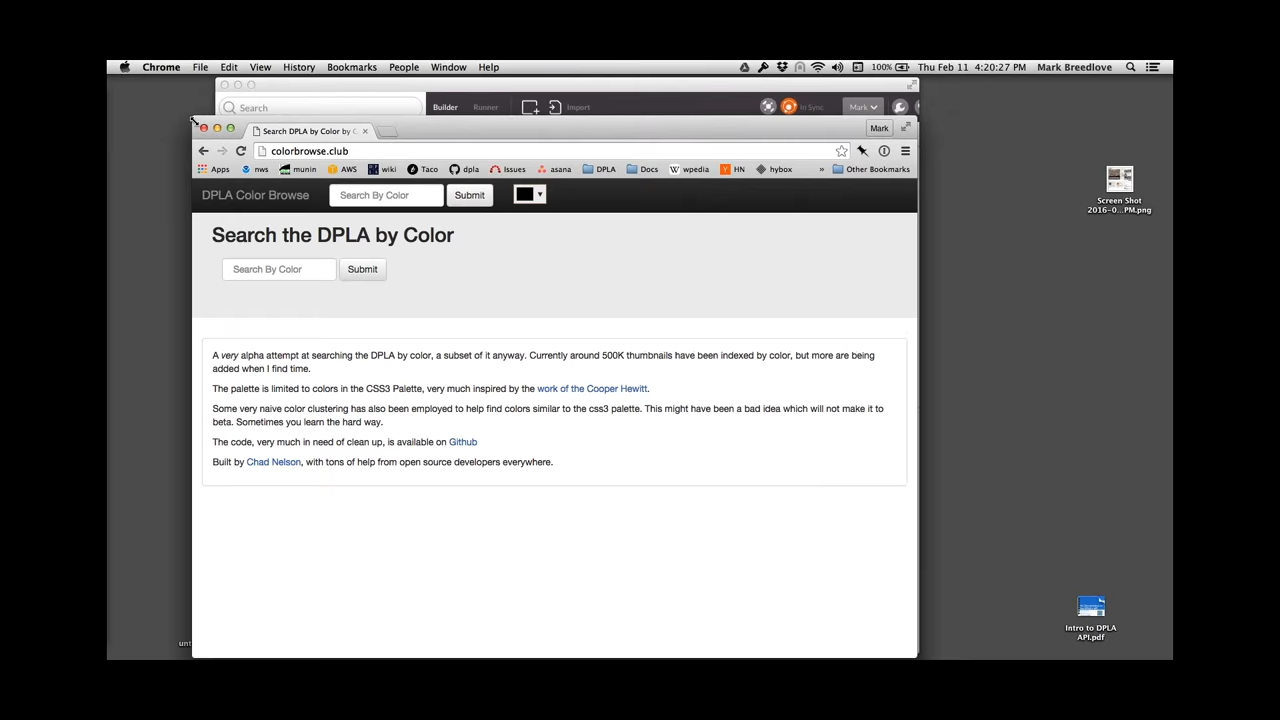 Chrome File Edit View History Bookmarks People Window Help 100% Thu Feb 11 4:20:27 PM Mark Breedlove
Search Builder Runner Import In Sync Mark
Search DPLA by Color by C Mark
colorbrowse.club
Apps nws munin AWS wiki Taco dpla Issues asana DPLA Docs W wpedia Y HN hybox » Other Bookmarks
DPLA Color Browse Search By Color Submit
Search the DPLA by Color
Search By Color Submit
A very alpha attempt at searching the DPLA by color, a subset of it anyway. Currently around 500K thumbnails have been indexed by color, but more are being
added when I find time.
The palette is limited to colors in the CSS3 Palette, very much inspired by the work of the Cooper Hewitt.
Some very naive color clustering has also been employed to help find colors similar to the css3 palette. This might have been a bad idea which will not make it to
beta. Sometimes you learn the hard way.
The code, very much in need of clean up, is available on Github
Built by Chad Nelson, with tons of help from open source developers everywhere.
Screen Shot
2016-0...PM.png
Intro to DPLA
API.pdf
unt